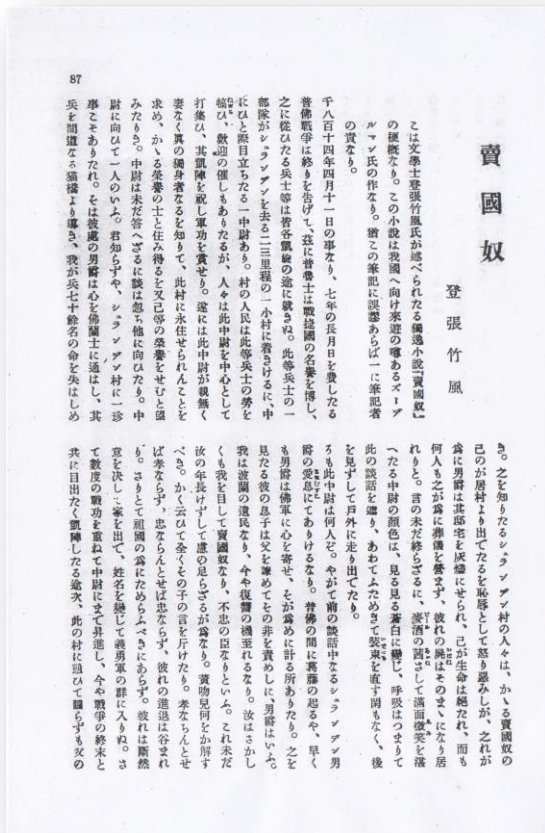 賣國奴
登張竹風
こは文學士登張竹風氏が述べられたる獨逸小說『賣國奴』
の梗概なり。この小說は我國へ向け來遊の噂あるズーデ
ルマン氏の作なり。猶この筆記に誤謬あらば一に筆記者
の責なり。
千八百十四年四月十一日の事なり、七年の長月日を費したる
普佛戰爭は終りを告げて、茲に普魯士は戰捷國の名譽を博し、
之に從ひたる兵士等は皆各凱旋の途に就きぬ。此等兵士の一
部隊がシュランデンを去る二三里程の一小村に着きけるに、中
にひと際目立ちたる一中尉あり。村の人民は此等兵士の勞を
犒ひ、歡迎の催しもありたるが、人々は此中尉を中心として
打集ひ、其凱陣を祝し軍功を賞せり。遂には此中尉が親無く
妻なく眞の獨身者なるを知りて、此村に永住せられんことを
求め、かゝる榮譽の士と住み得るを又己等の榮譽をせむと望
みたりき。中尉は未だ答へざるに談は忽ち他に向ひたり。中
尉に向ひて一人のいふ。君知らずや、シュランデン村に一珍
事こそありたれ。そは彼處の男爵は心を佛蘭士に通はし、其
兵を間道なる猫橋より導き、我が兵七十餘名の命を失はしめ
き。之を知りたるシュランデン村の人々は、かゝる賣國奴の
己のが居村より出でたるを恥辱として怒り惡みしが、之れが
爲に男爵は其邸宅を灰燼にせられ、己が生命は絕たれ、而も
何人も之が爲に葬儀を營まず、彼れの屍はそのまゝになり居
れりと。言の未だ終らざるに、麥酒の茜さして滿面微笑を湛
へたる中尉の顏色は、見る見る蒼白に變じ、呼吸はつまりて
此の談話を遮り、あわてふためきて裝束を直す閑もなく、後
を見ずして戶外に走り出でたり。
そも此中尉は何人ぞ。やがて前の談話中なるシュランデン男
爵の愛息にてありけるなり。普佛の間に葛藤の起るや、早く
も男爵は佛軍に心を寄せ、そが爲めに計る所ありたり。之を
見たる彼の息子は父を諫めてその非を責めしに、男爵はいふ。
我は波蘭の遺民なり、今や復讐の機至れるなり。汝はさかし
くも我を目して賣國奴なり、不忠の臣なりといふ。これ未だ
汝の年長けずして慮の足らざるが爲なり。黃吻兒何をか解す
べき。かく云ひて全くその子の言を斥けたり。孝ならんとせ
ば孝ならず、忠ならんとせば忠ならず、彼れの進退は谷まれ
り。さりとて祖國の爲にためらふべきにあらず。彼れは斷然
意を決して家を出で、姓名を變じて義勇軍の群に入りぬ。さ
て數度の戰功を重ねて中尉にまで昇進し、今や戰爭の終末と
共に目出たく凱陣したる途次、此の村に泊ひて圖らずも父の
87